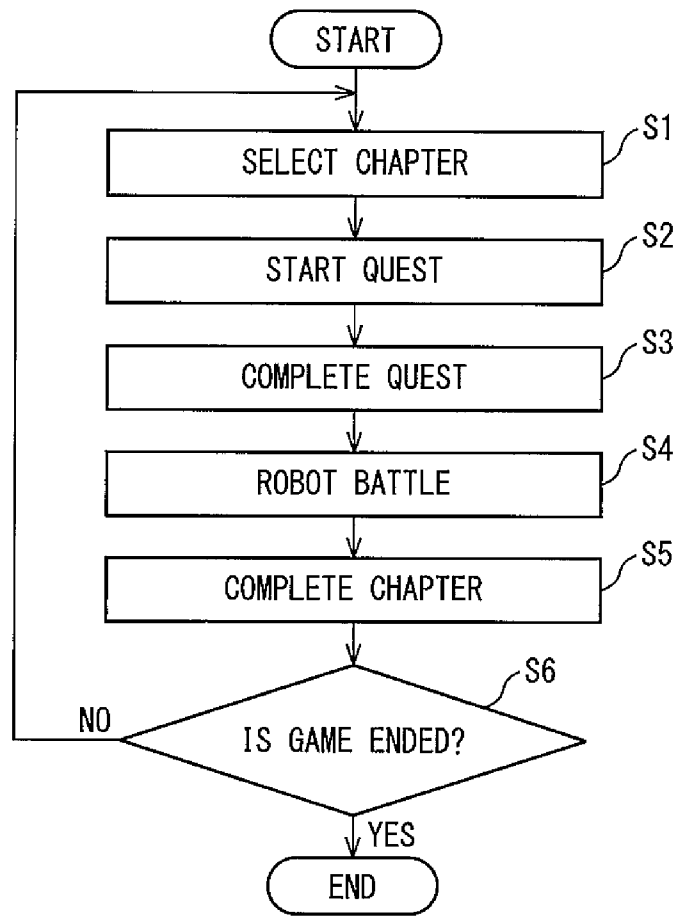 START
S1
SELECT CHAPTER
S2
START QUEST
S3
COMPLETE QUEST
S4
ROBOT BATTLE
S5
COMPLETE CHAPTER
S6
NO
IS GAME ENDED?
YES
END